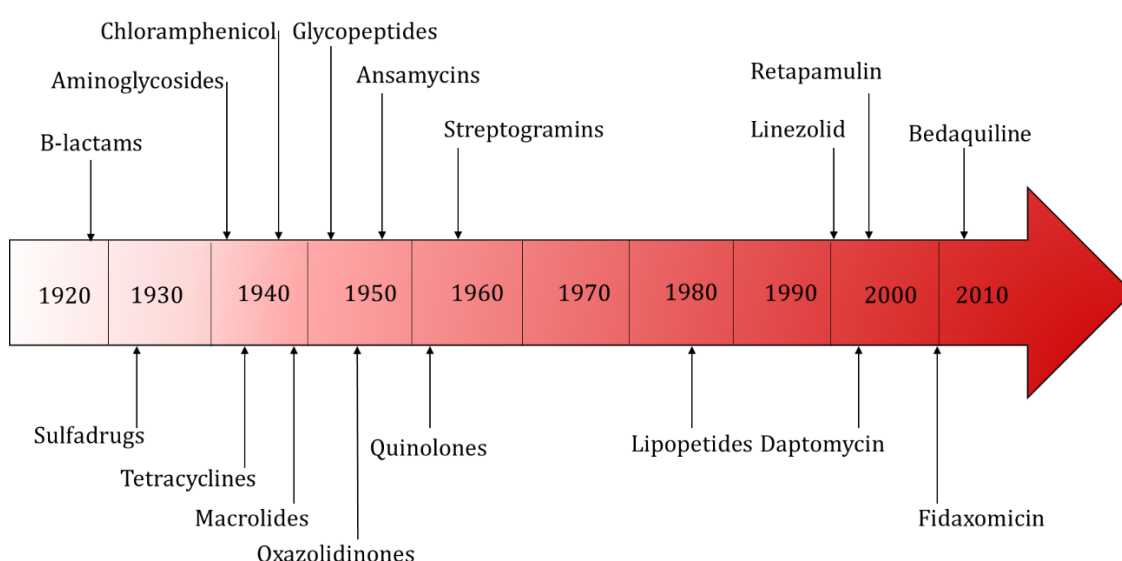 Chloramphenicol
Glycopeptides
Aminoglycosides
Ansamycins
Retapamulin
B-lactams
Streptogramins
Linezolid
Bedaquiline
1920
1930
1940
1950
1960
1970
1980
1990
2000
2010
Sulfadrugs
Quinolones
Lipopetides
Daptomycin
Tetracyclines
Macrolides
Fidaxomicin
Oxazolidinones